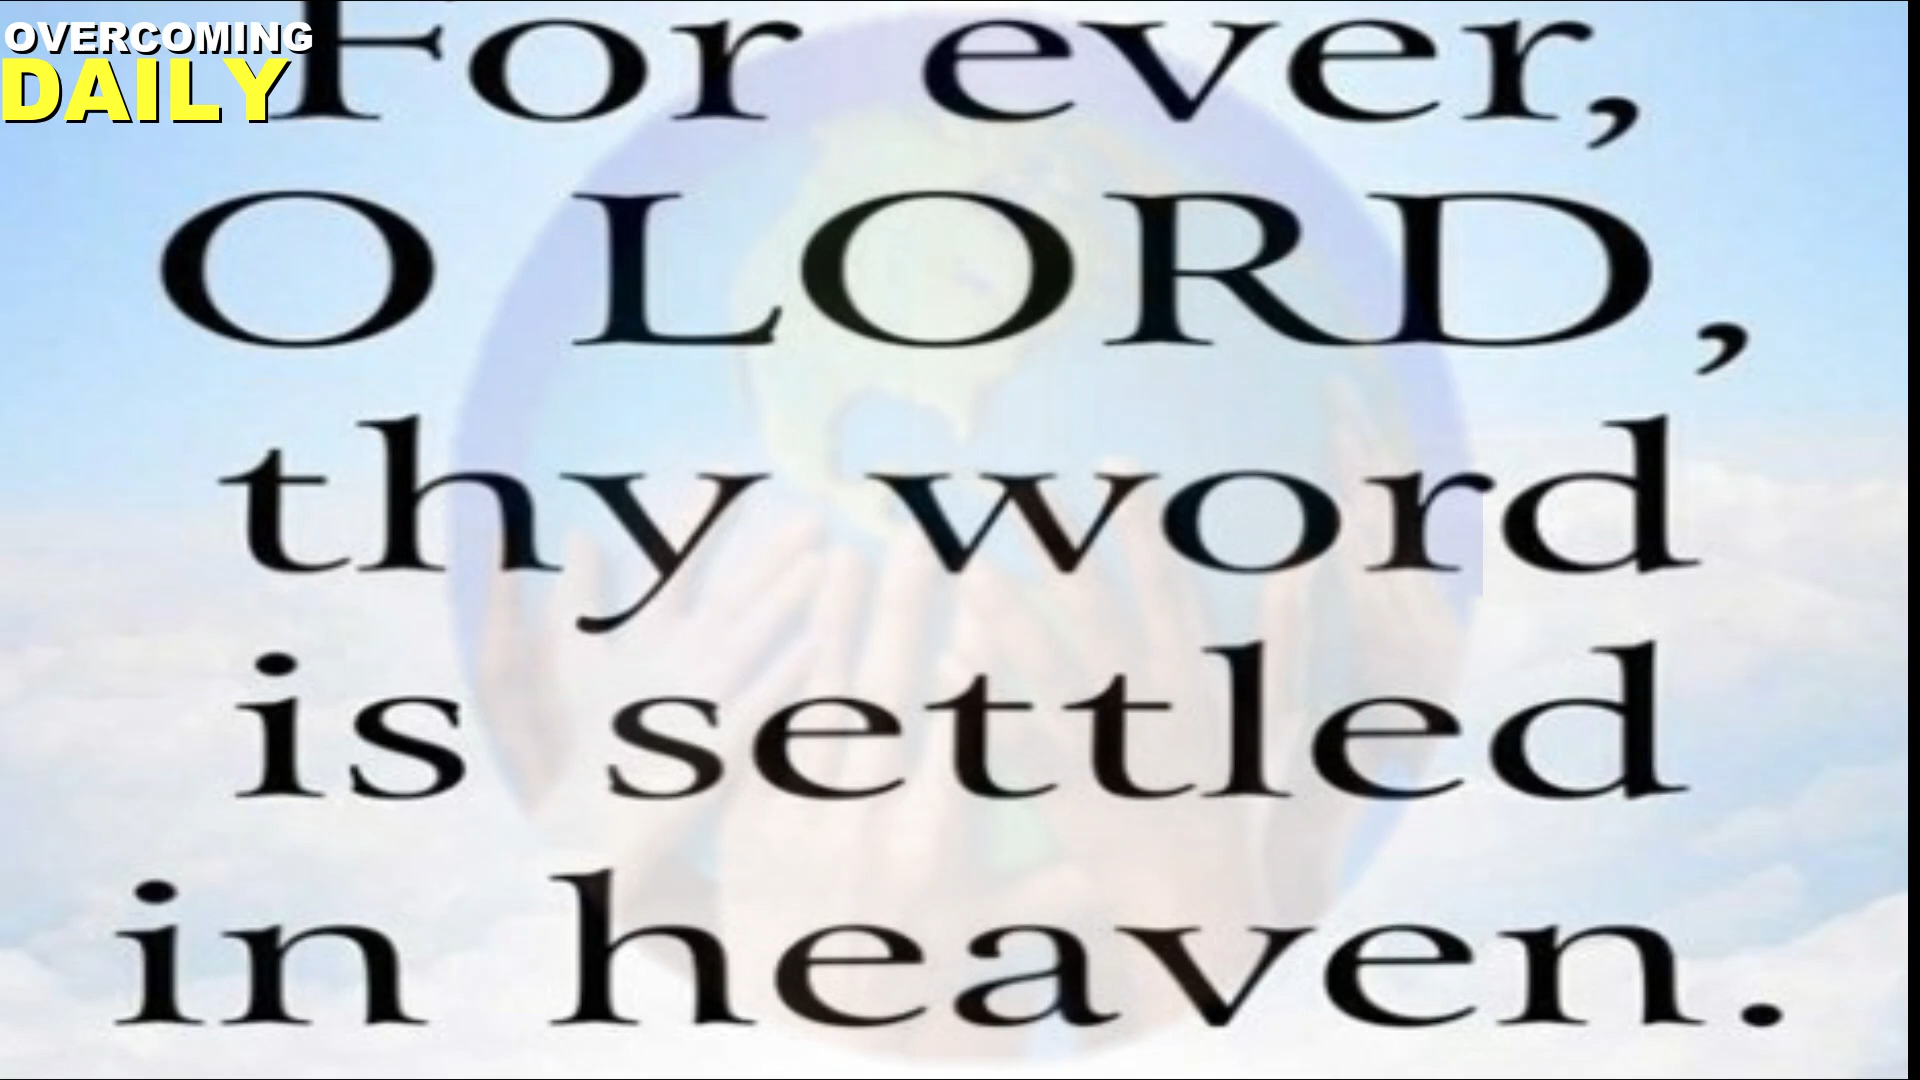 OVERCOMING
DAILY
For ever,
O LORD,
thy word
is settled
in heaven.